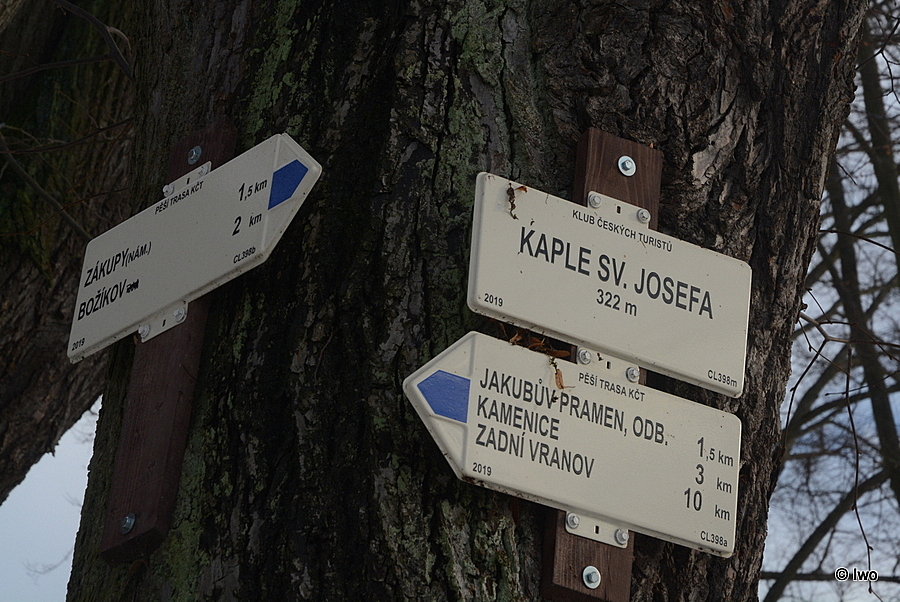 PĚŠÍ TRASA KČT
ZÁKUPY (NÁM.) 1,5 km
BOŽÍKOV 2 km
2019 CL398b
KLUB ČESKÝCH TURISTŮ
KAPLE SV. JOSEFA
322 m
2019 CL398m
PĚŠÍ TRASA KČT
JAKUBŮV PRAMEN, ODB. 1,5 km
KAMENICE 3 km
ZADNÍ VRANOV 10 km
2019 CL398a
© Iwo